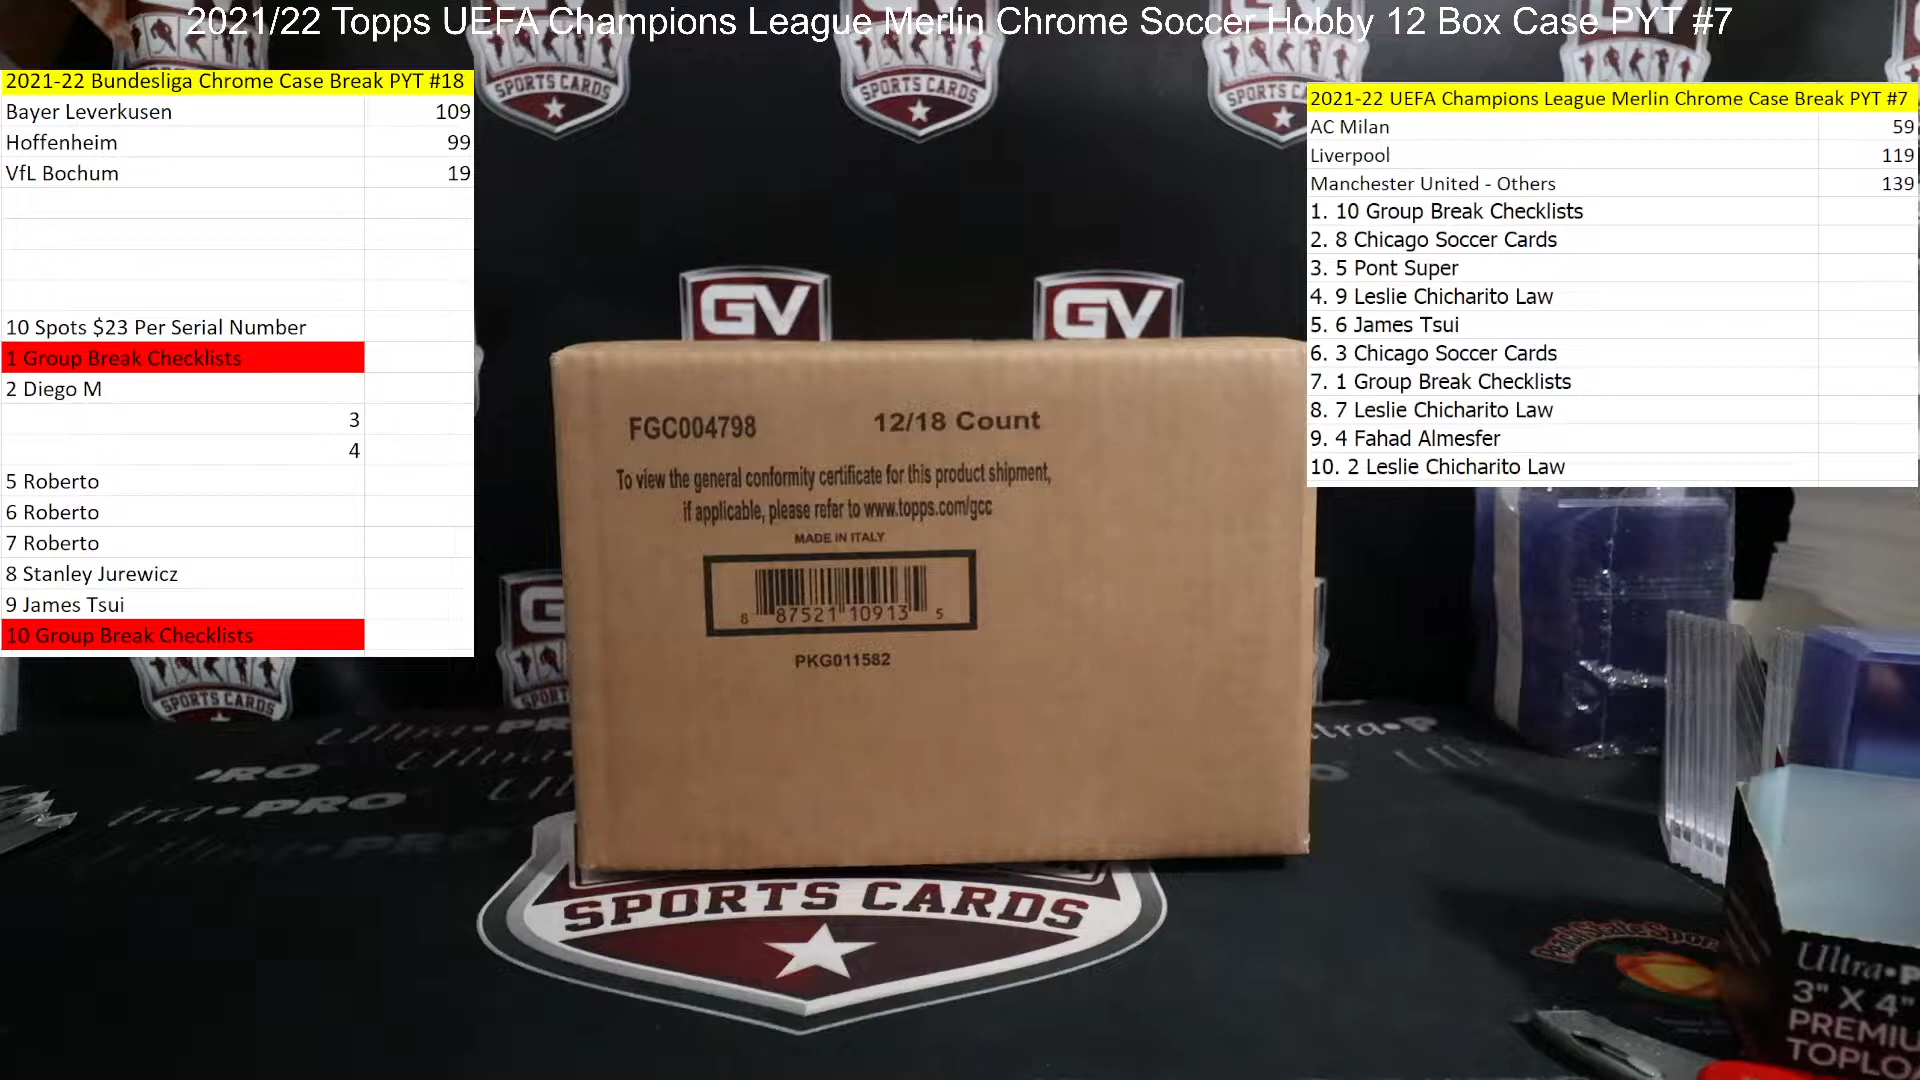 2021/22 Topps UEFA Champions League Merlin Chrome Soccer Hobby 12 Box Case PYT #7
2021-22 Bundesliga Chrome Case Break PYT #18
Bayer Leverkusen 109
Hoffenheim 99
VfL Bochum 19
10 Spots $23 Per Serial Number
1 Group Break Checklists
2 Diego M
3
4
5 Roberto
6 Roberto
7 Roberto
8 Stanley Jurewicz
9 James Tsui
10 Group Break Checklists
2021-22 UEFA Champions League Merlin Chrome Case Break PYT #7
AC Milan 59
Liverpool 119
Manchester United - Others 139
1. 10 Group Break Checklists
2. 8 Chicago Soccer Cards
3. 5 Pont Super
4. 9 Leslie Chicharito Law
5. 6 James Tsui
6. 3 Chicago Soccer Cards
7. 1 Group Break Checklists
8. 7 Leslie Chicharito Law
9. 4 Fahad Almesfer
10. 2 Leslie Chicharito Law
SPORTS CARDS
SPORTS CARDS
SPORTS
GV
GV
FGC004798 12/18 Count
To view the general conformity certificate for this product shipment,
if applicable, please refer to www.topps.com/gcc
MADE IN ITALY
8 87521 10913 5
PKG011582
SPORTS CARDS
SPORTS CARDS
Ultra PRO
3" X 4"